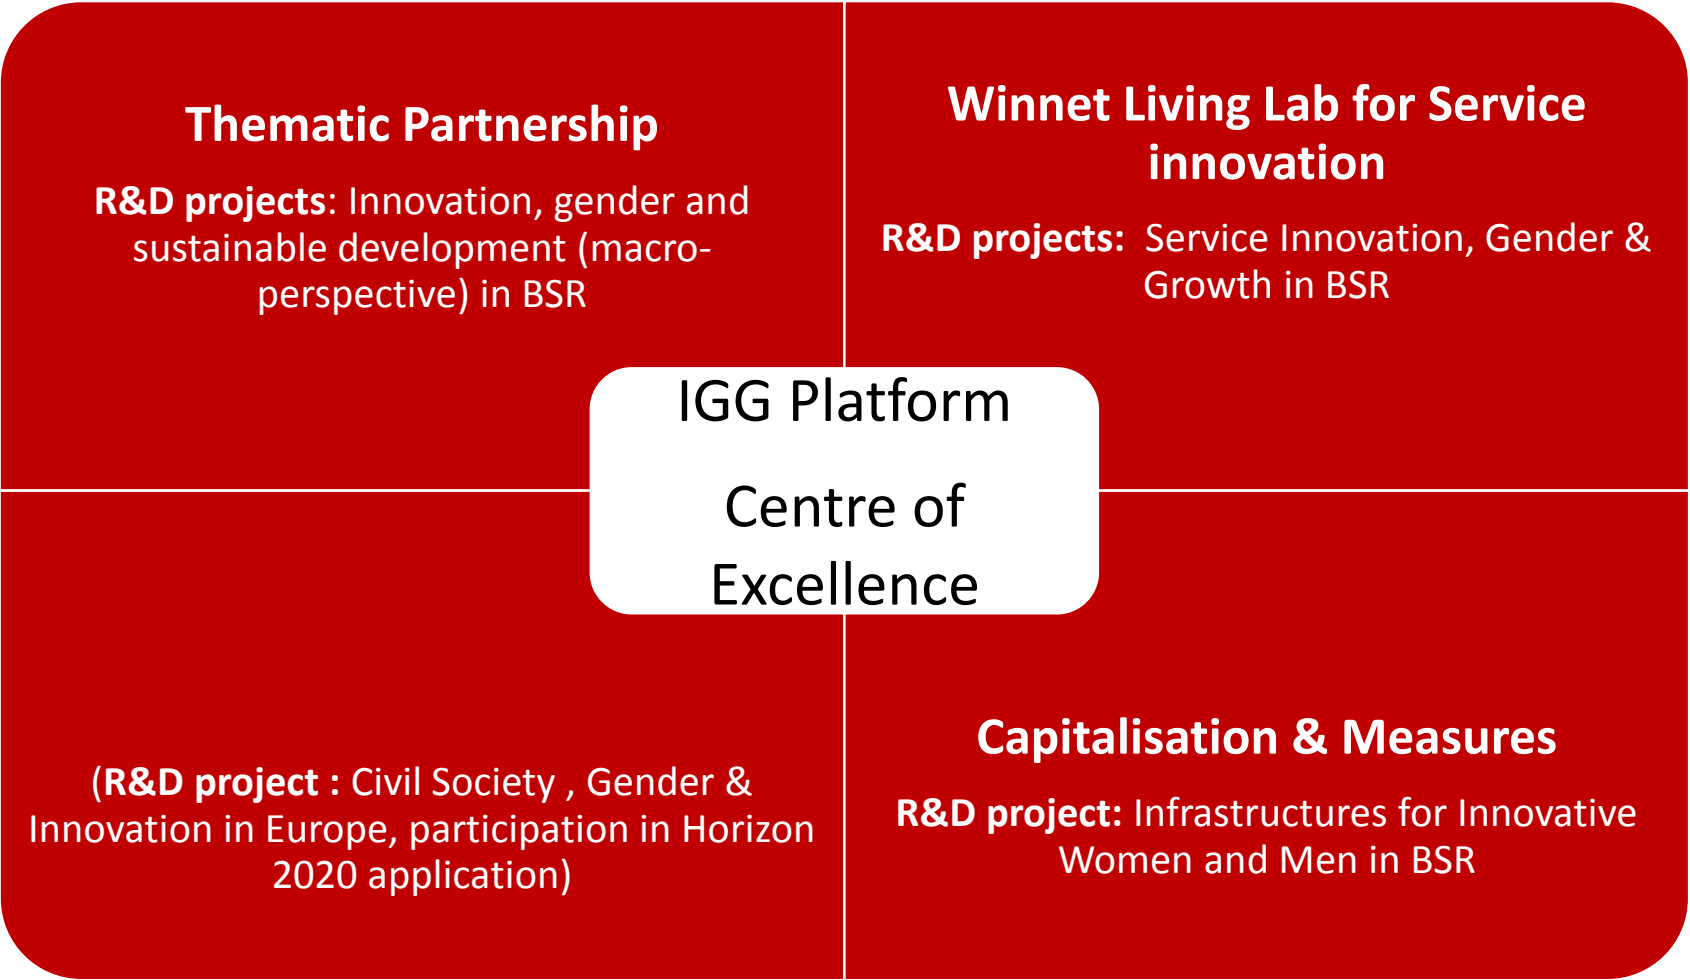 Thematic Partnership
R&D projects: Innovation, gender and
sustainable development (macro-
perspective) in BSR
Winnet Living Lab for Service
innovation
R&D projects:  Service Innovation, Gender &
Growth in BSR
IGG Platform
Centre of
Excellence
(R&D project : Civil Society , Gender &
Innovation in Europe, participation in Horizon
2020 application)
Capitalisation & Measures
R&D project: Infrastructures for Innovative
Women and Men in BSR